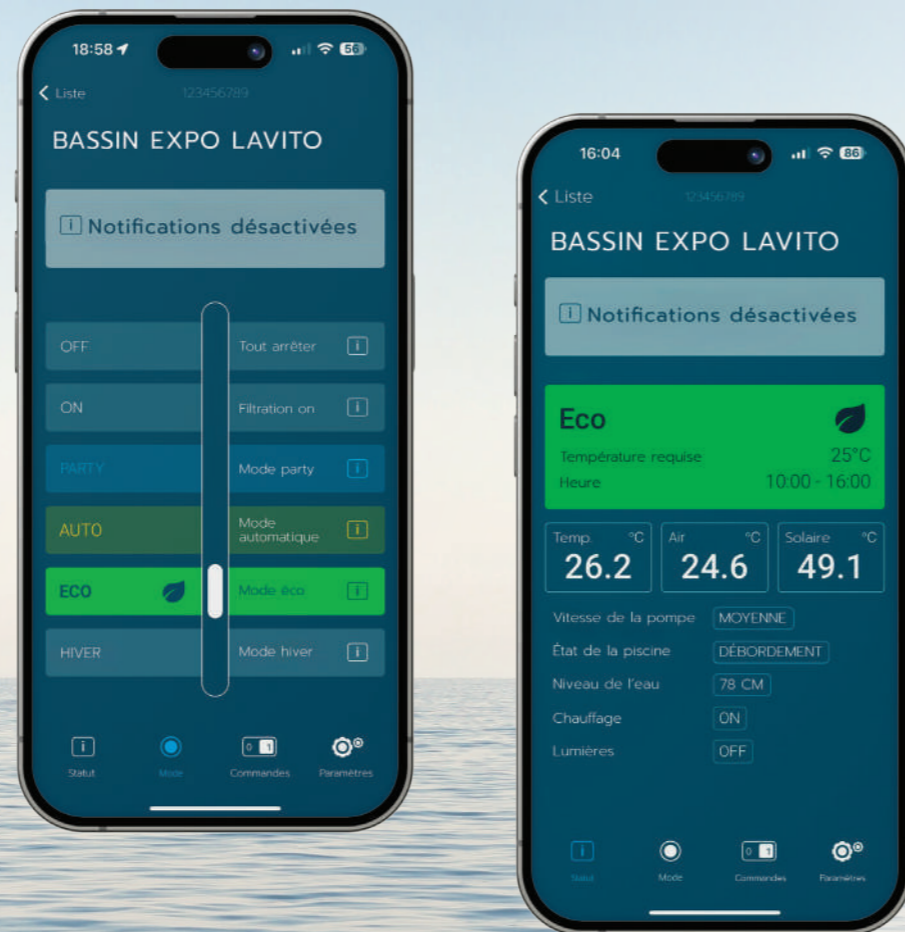 18:58
56
Liste
123456789
BASSIN EXPO LAVITO
i Notifications désactivées
OFF
Tout arrêter i
ON
Filtration on i
PARTY
Mode party i
AUTO
Mode
automatique i
ECO
Mode éco i
HIVER
Mode hiver i
i
0 1
Statut
Mode
Commandes
Paramètres
16:04
86
Liste
123456789
BASSIN EXPO LAVITO
i Notifications désactivées
Eco
Température requise 25°C
Heure 10:00 - 16:00
Temp. °C
26.2
Air °C
24.6
Solaire °C
49.1
Vitesse de la pompe MOYENNE
État de la piscine DÉBORDEMENT
Niveau de l'eau 78 CM
Chauffage ON
Lumières OFF
i
0 1
Statut
Mode
Commandes
Paramètres